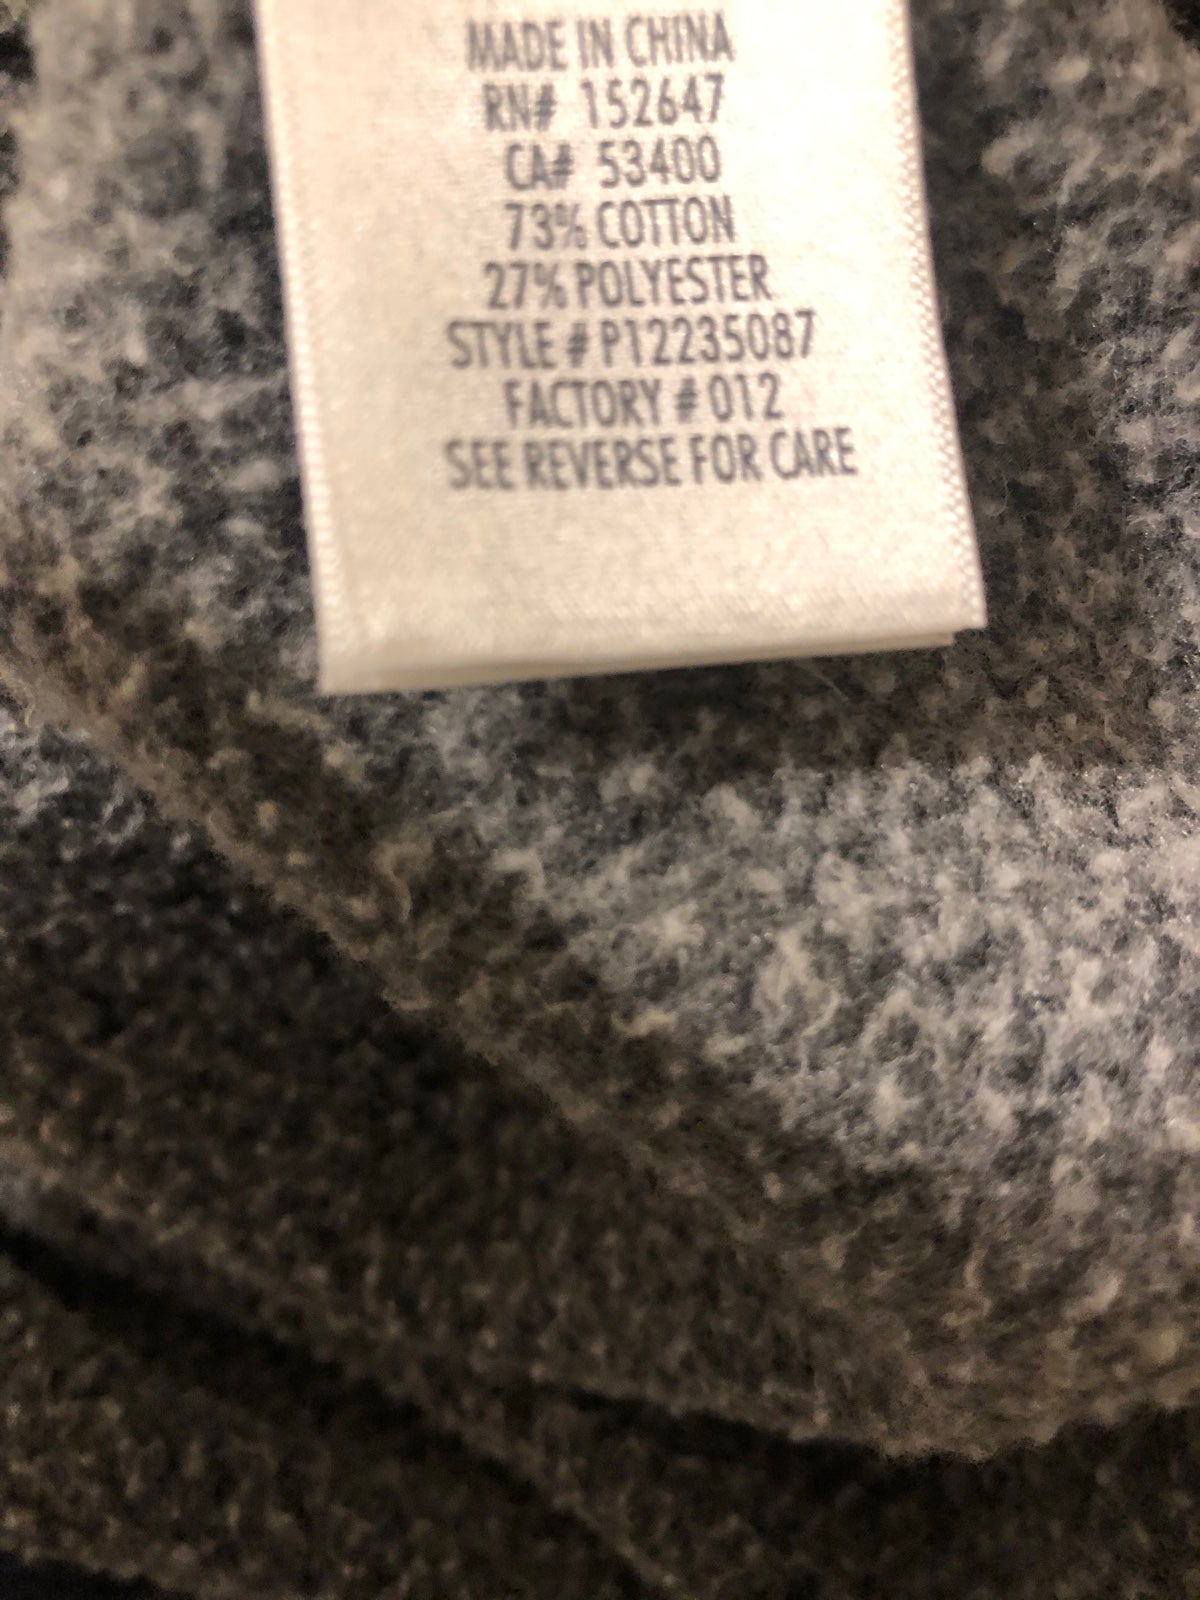 MADE IN CHINA
RN# 152647
CA# 53400
73% COTTON
27% POLYESTER
STYLE # P12235087
FACTORY # 012
SEE REVERSE FOR CARE